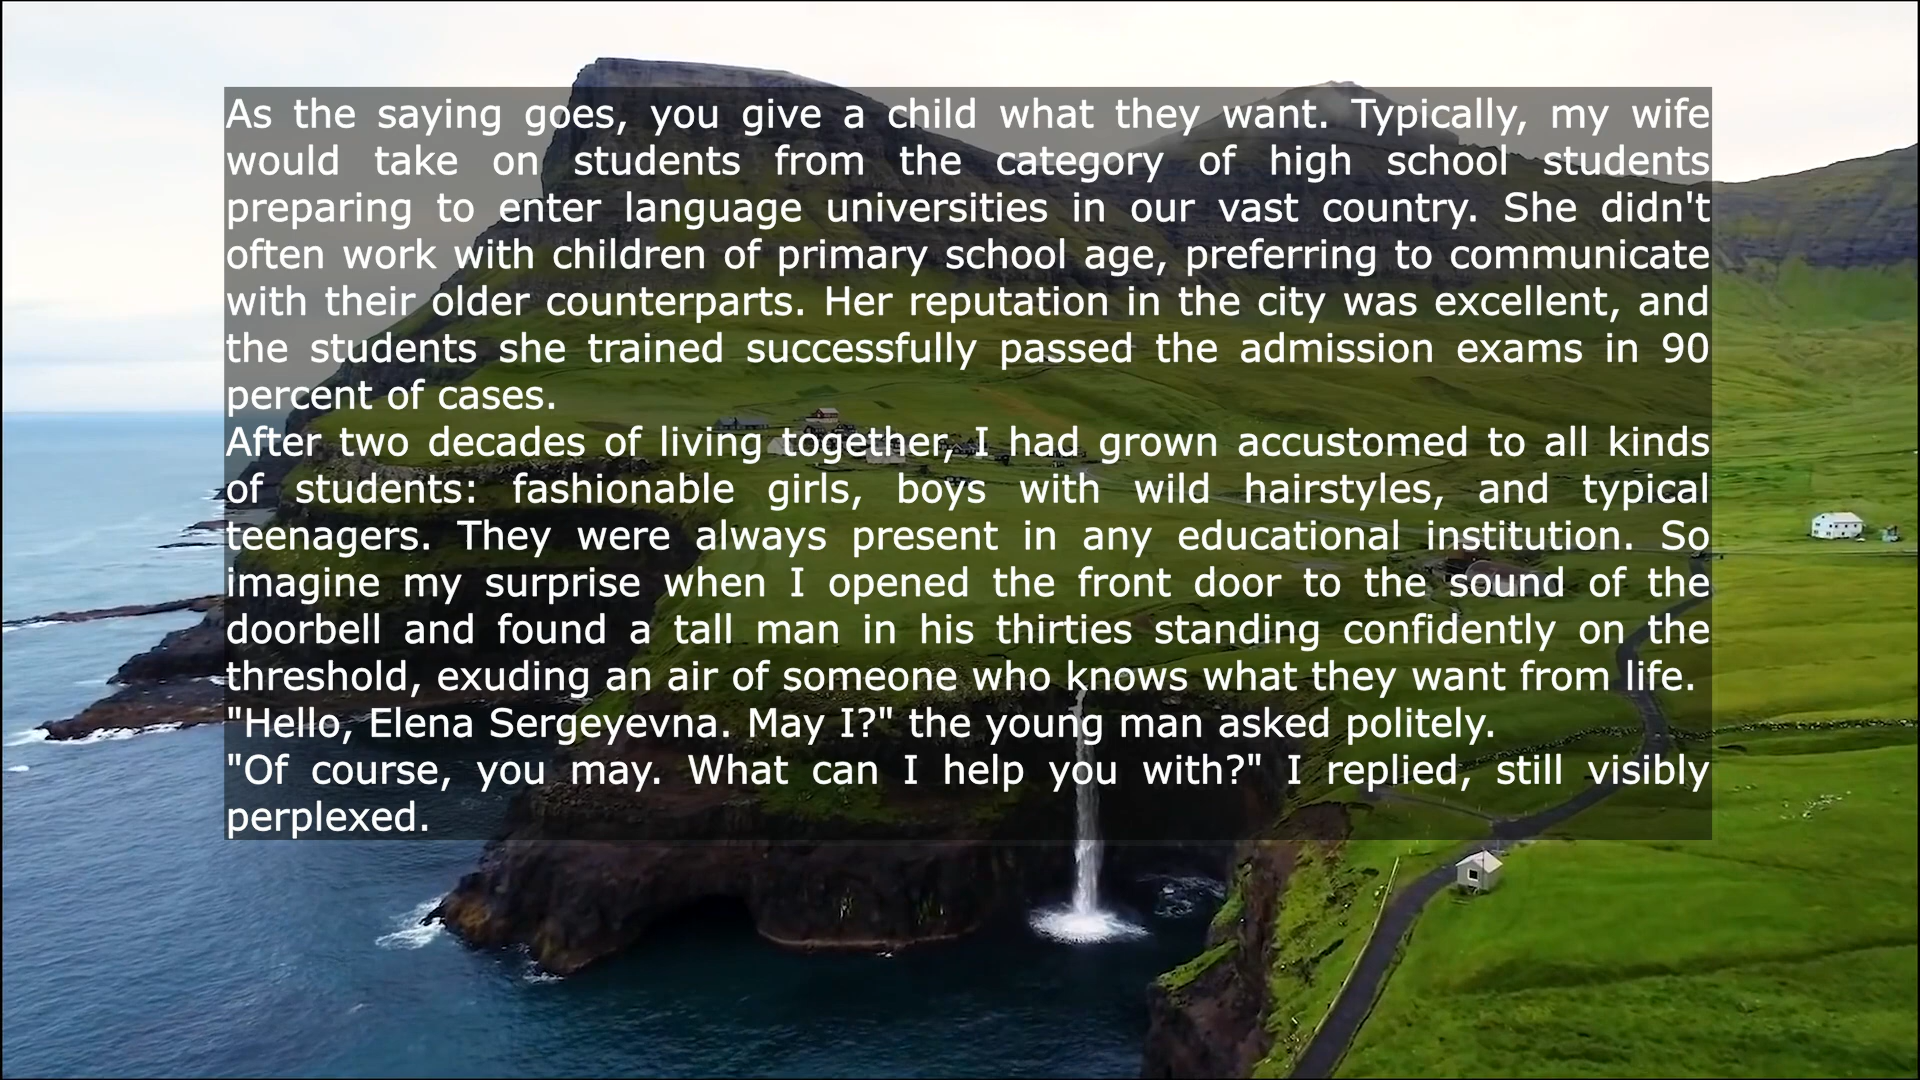 As the saying goes, you give a child what they want. Typically, my wife
would take on students from the category of high school students
preparing to enter language universities in our vast country. She didn't
often work with children of primary school age, preferring to communicate
with their older counterparts. Her reputation in the city was excellent, and
the students she trained successfully passed the admission exams in 90
percent of cases.
After two decades of living together, I had grown accustomed to all kinds
of students: fashionable girls, boys with wild hairstyles, and typical
teenagers. They were always present in any educational institution. So
imagine my surprise when I opened the front door to the sound of the
doorbell and found a tall man in his thirties standing confidently on the
threshold, exuding an air of someone who knows what they want from life.
"Hello, Elena Sergeyevna. May I?" the young man asked politely.
"Of course, you may. What can I help you with?" I replied, still visibly
perplexed.